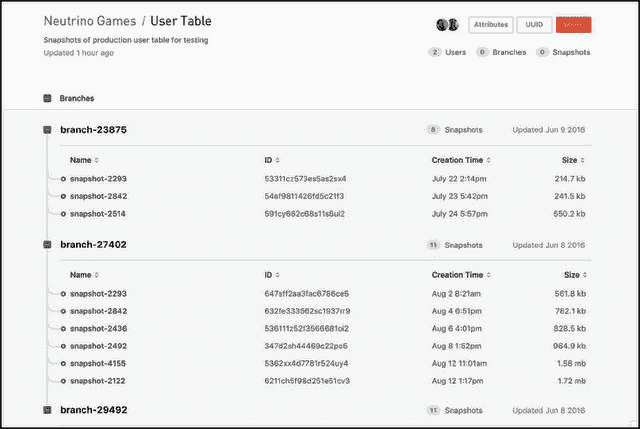 Neutrino Games / User Table
Attributes UUID
Snapshots of production user table for testing
Updated 1 hour ago
2 Users 0 Branches 0 Snapshots
Branches
branch-23875 8 Snapshots Updated Jun 9 2016
Name ID Creation Time Size
snapshot-2293 53311cz573es5as2sx4 July 22 2:14pm 214.7 kb
snapshot-2842 54ef9811426fd5c21f3 July 23 5:42pm 241.5 kb
snapshot-2514 591cy662c68s11s8ui2 July 24 5:57pm 550.2 kb
branch-27402 11 Snapshots Updated Jun 8 2016
Name ID Creation Time Size
snapshot-2293 647sff2aa3fac6786ce5 Aug 2 8:21am 561.8 kb
snapshot-2842 632fe333562sc1937rr9 Aug 4 6:51pm 762.1 kb
snapshot-2436 536111z52f3566681oi2 Aug 6 4:01pm 828.5 kb
snapshot-2492 347d2sh44469c22po5 Aug 8 1:52pm 964.9 kb
snapshot-4155 5362xx4d7781r524uy4 Aug 12 11:01am 1.56 mb
snapshot-2122 6211ch5f98d251e51cv3 Aug 12 1:17pm 1.72 mb
branch-29492 11 Snapshots Updated Jun 8 2016